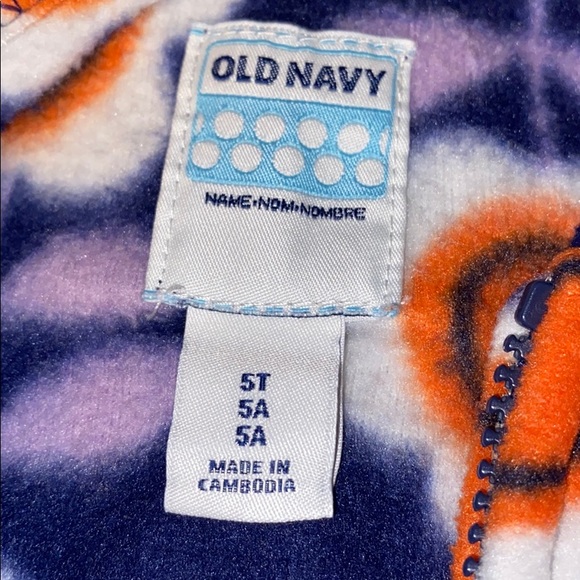 OLD NAVY
NAME•NOM•NOMBRE
5T
5A
5A
MADE IN
CAMBODIA